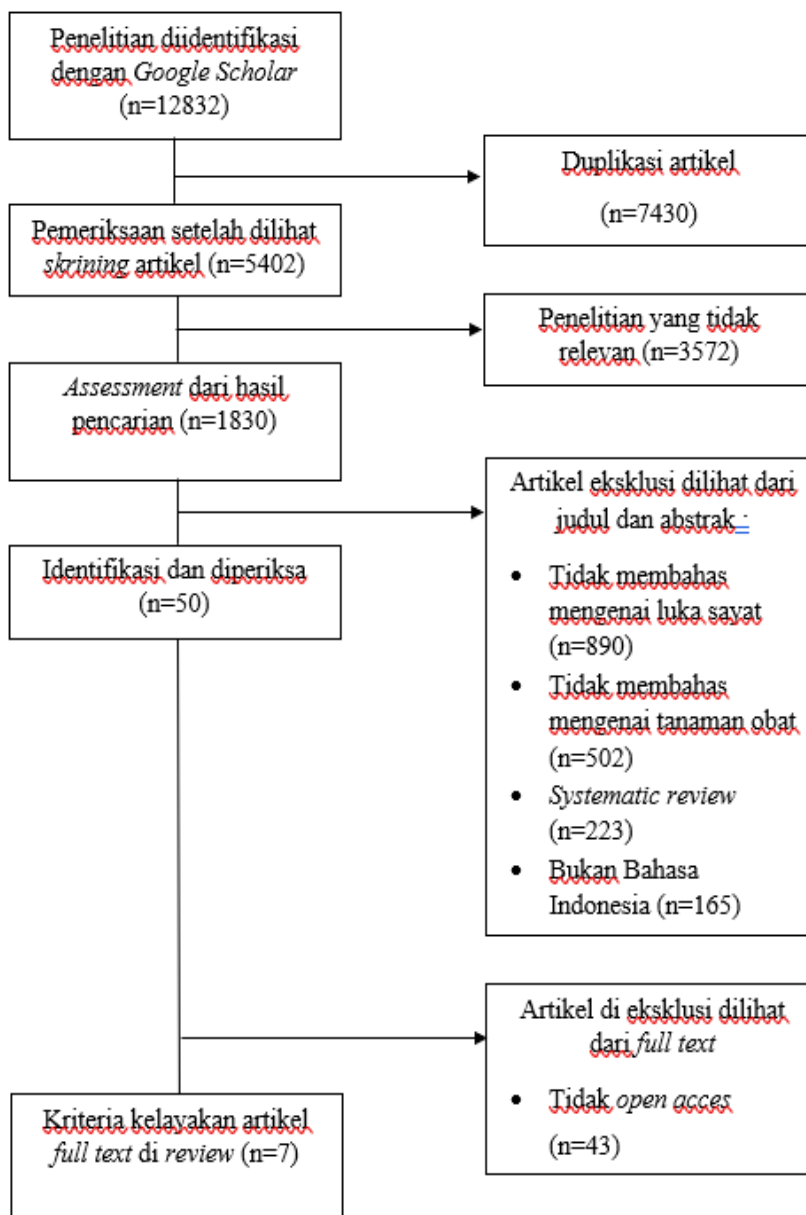 Penelitian diidentifikasi
dengan Google Scholar
(n=12832)
Duplikasi artikel
(n=7430)
Pemeriksaan setelah dilihat
skrining artikel (n=5402)
Penelitian yang tidak
relevan (n=3572)
Assessment dari hasil
pencarian (n=1830)
Artikel eksklusi dilihat dari
judul dan abstrak :
• Tidak membahas
mengenai luka sayat
(n=890)
• Tidak membahas
mengenai tanaman obat
(n=502)
• Systematic review
(n=223)
• Bukan Bahasa
Indonesia (n=165)
Identifikasi dan diperiksa
(n=50)
Artikel di eksklusi dilihat
dari full text
• Tidak open acces
(n=43)
Kriteria kelayakan artikel
full text di review (n=7)